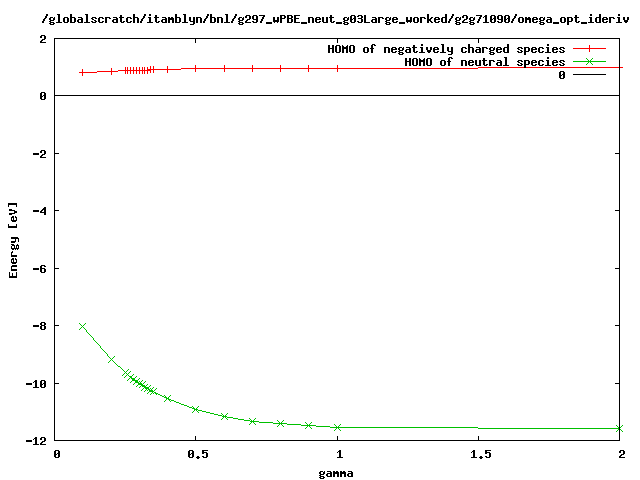 /globalscratch/itamblyn/bnl/g297_wPBE_neut_g03Large_worked/g2g71090/omega_opt_ideriv
HOMO of negatively charged species
HOMO of neutral species
0
2
0
-2
-4
-6
-8
-10
-12
Energy [eV]
0 0.5 1 1.5 2
gamma